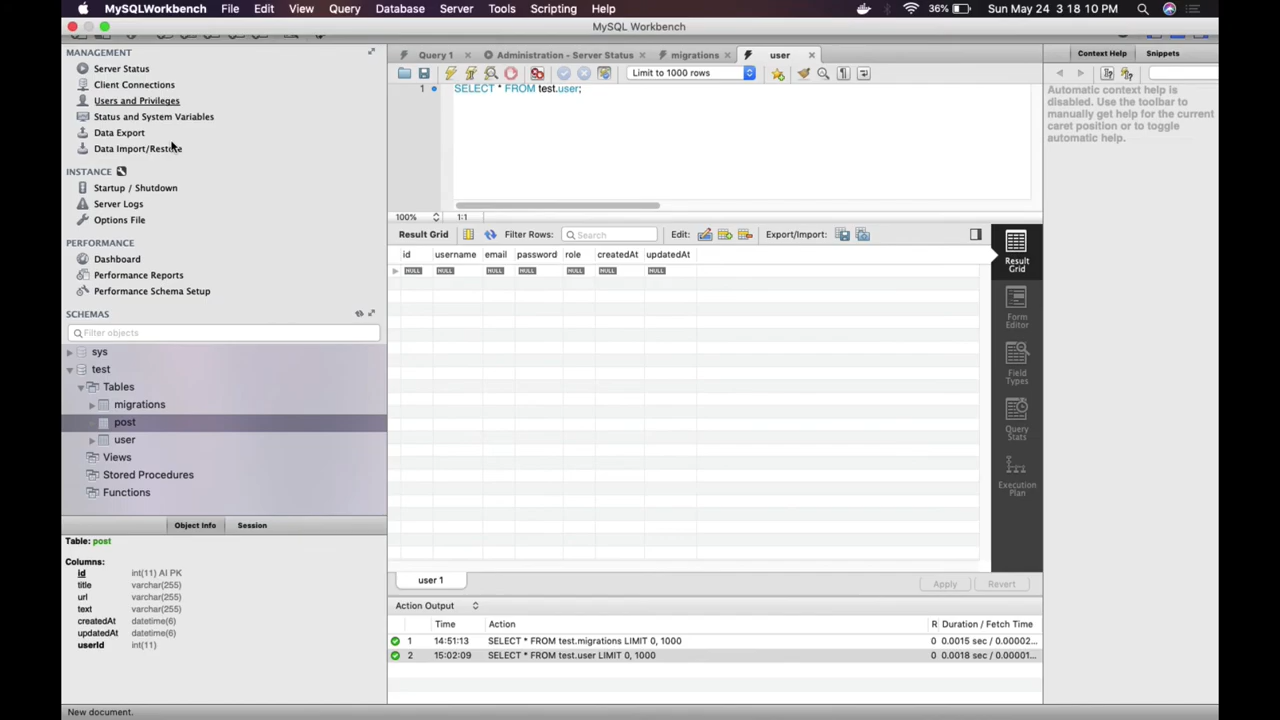 MySQLWorkbench File Edit View Query Database Server Tools Scripting Help 36% Sun May 24 3 18 10 PM
MySQL Workbench
MANAGEMENT
Server Status
Client Connections
Users and Privileges
Status and System Variables
Data Export
Data Import/Restore
INSTANCE
Startup / Shutdown
Server Logs
Options File
PERFORMANCE
Dashboard
Performance Reports
Performance Schema Setup
SCHEMAS
Filter objects
sys
test
Tables
migrations
post
user
Views
Stored Procedures
Functions
Object Info Session
Table: post
Columns:
id int(11) AI PK
title varchar(255)
url varchar(255)
text varchar(255)
createdAt datetime(6)
updatedAt datetime(6)
userId int(11)
New document.
Query 1 Administration - Server Status migrations user
Limit to 1000 rows
1 SELECT * FROM test.user;
100% 1:1
Result Grid Filter Rows: Search Edit: Export/Import:
id username email password role createdAt updatedAt
NULL NULL NULL NULL NULL NULL NULL
Result
Grid
Form
Editor
Field
Types
Query
Stats
Execution
Plan
user 1 Apply Revert
Action Output
Time Action R Duration / Fetch Time
1 14:51:13 SELECT * FROM test.migrations LIMIT 0, 1000 0 0.0015 sec / 0.00002...
2 15:02:09 SELECT * FROM test.user LIMIT 0, 1000 0 0.0018 sec / 0.00001...
Context Help Snippets
Automatic context help is
disabled. Use the toolbar to
manually get help for the current
caret position or to toggle
automatic help.